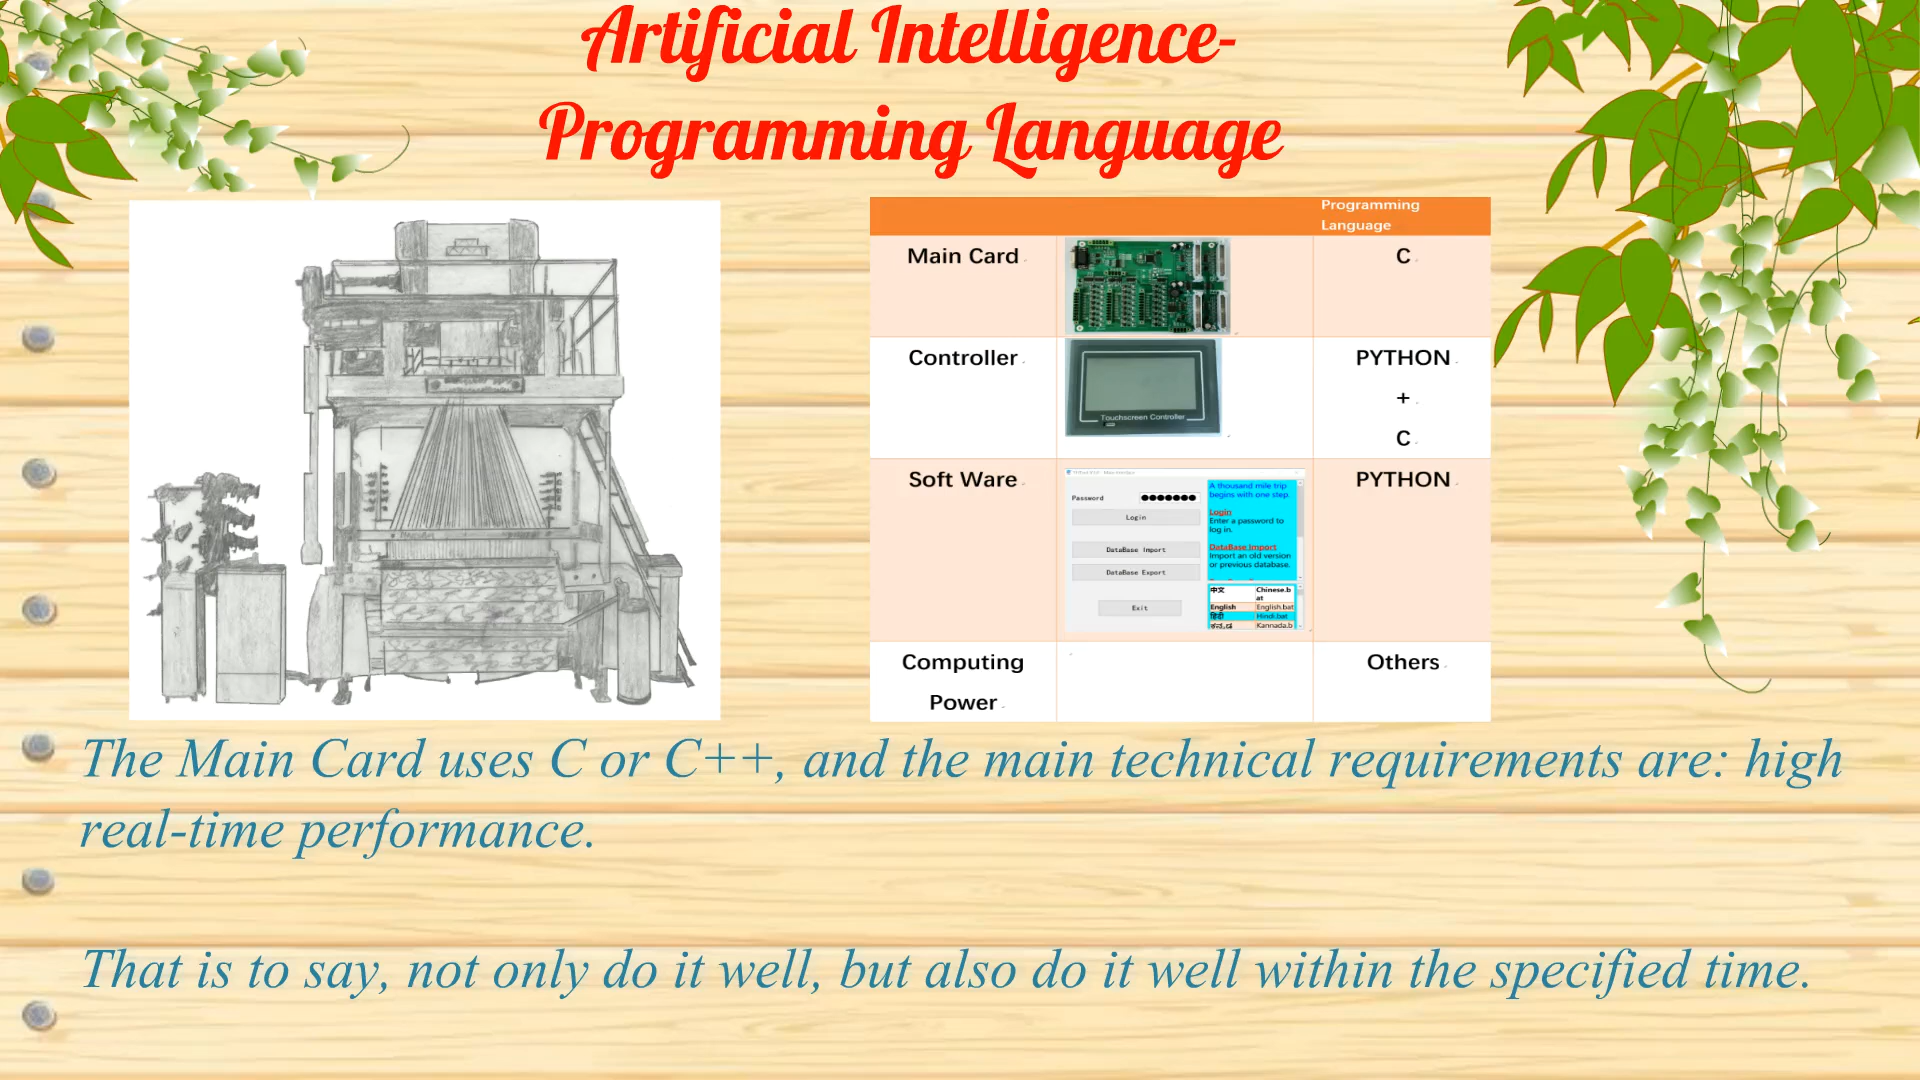 Artificial Intelligence-
Programming Language
Programming
Language
Main Card
C
Touchscreen Controller
Controller
PYTHON
+
C
Soft Ware
PYTHON
Password
Login
DataBase Import
DataBase Export
Exit
A thousand mile trip
begins with one step.
Login
Enter a password to
log in.
DataBase Import
Import an old version
or previous database.
中文 Chinese.b
at
English English.bat
हिंदी Hindi.bat
ಕನ್ನಡ Kannada.b
Computing
Power
Others
The Main Card uses C or C++, and the main technical requirements are: high
real-time performance.
That is to say, not only do it well, but also do it well within the specified time.